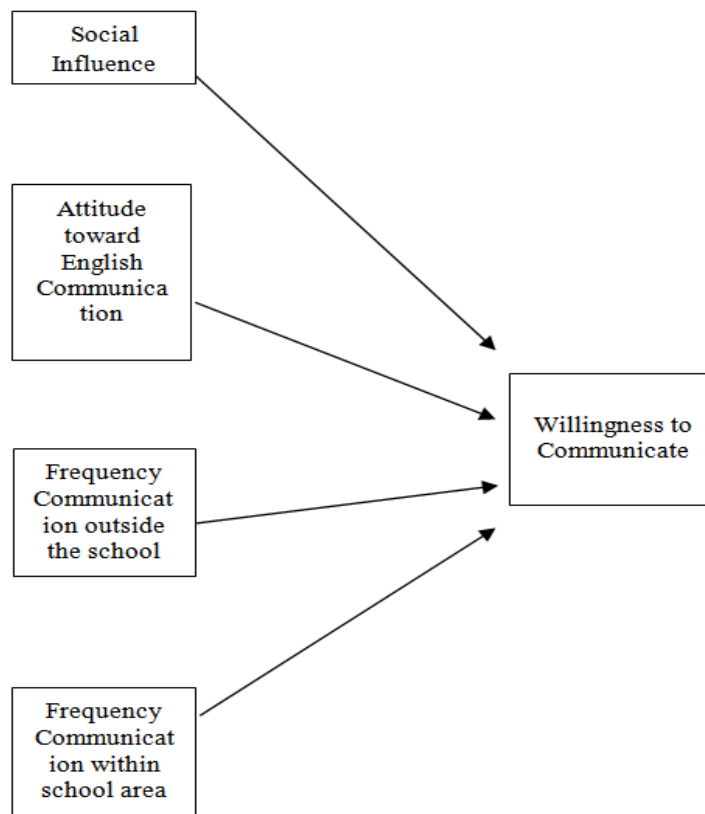 Social
Influence
Attitude
toward
English
Communica
tion
Frequency
Communicat
ion outside
the school
Frequency
Communicat
ion within
school area
Willingness to
Communicate